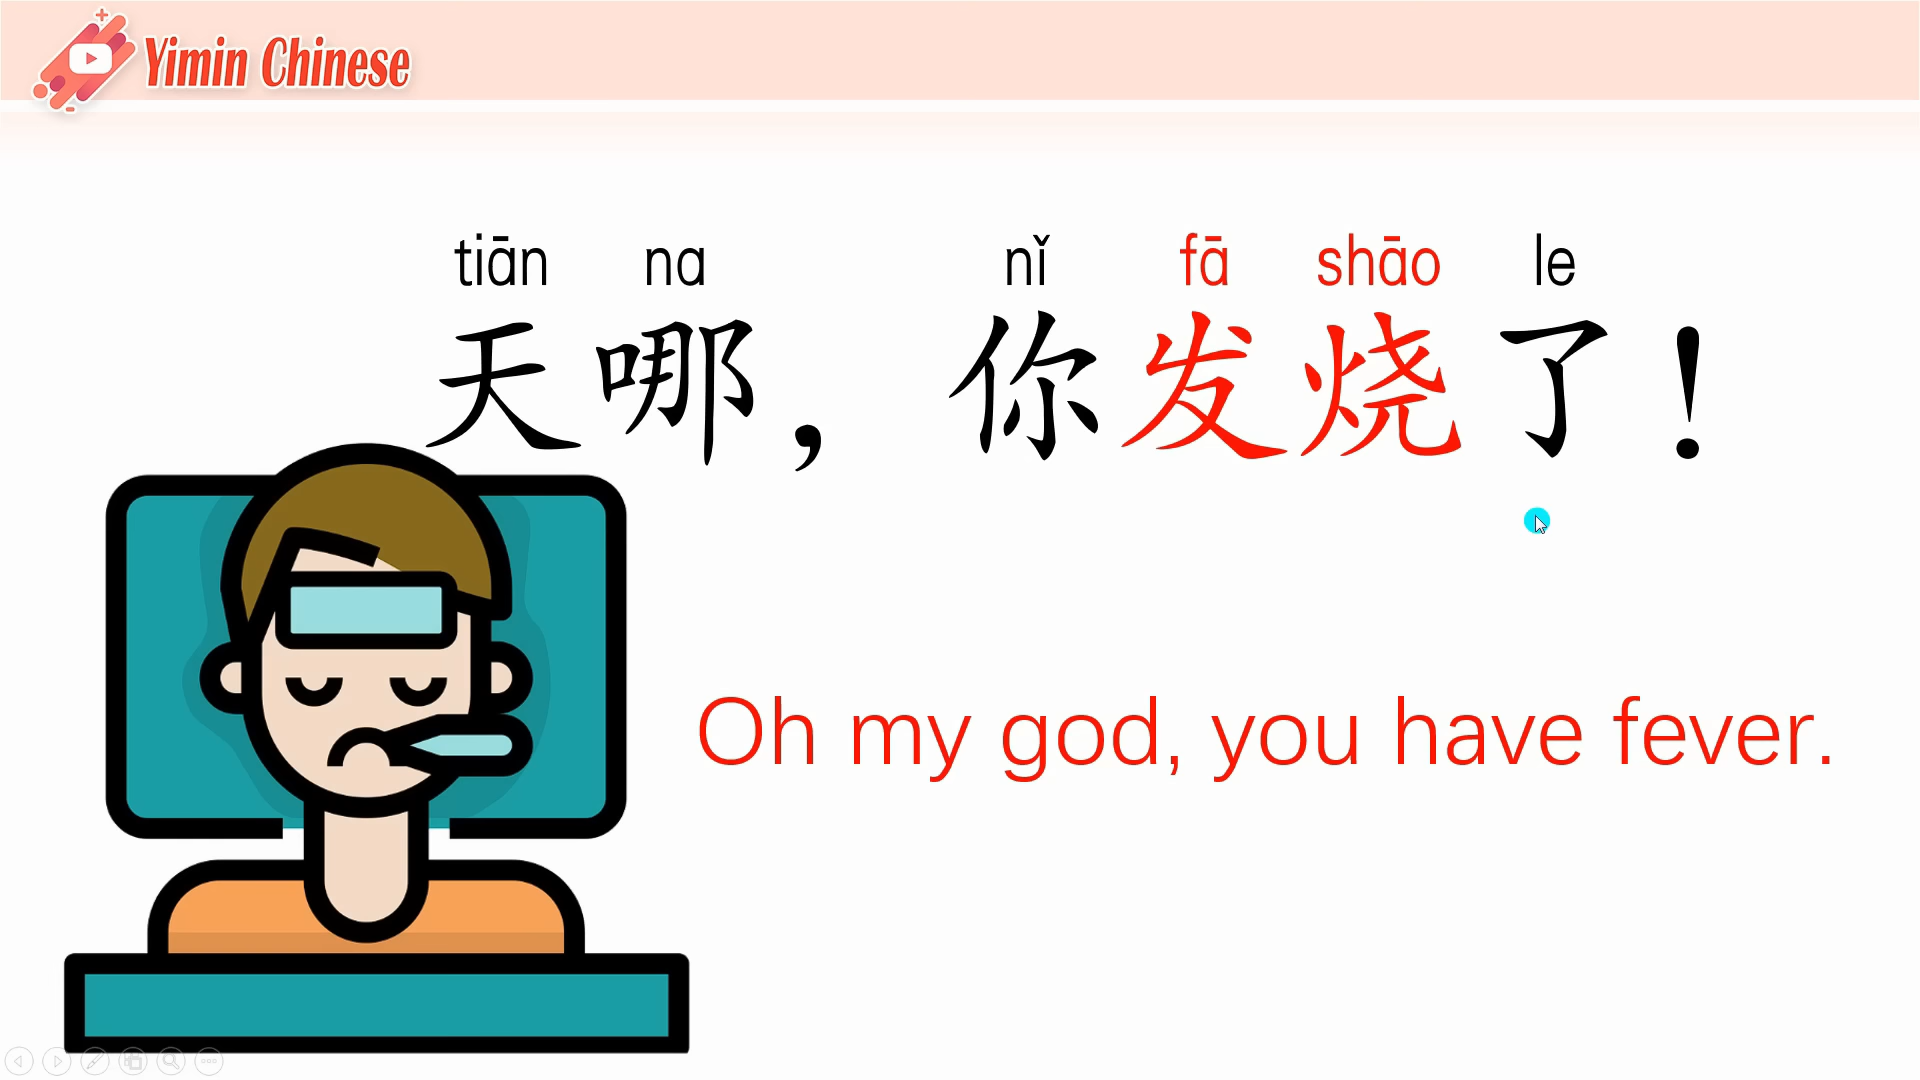 Yimin Chinese
tiān na nǐ fā shāo le
天哪，你发烧了！
Oh my god, you have fever.